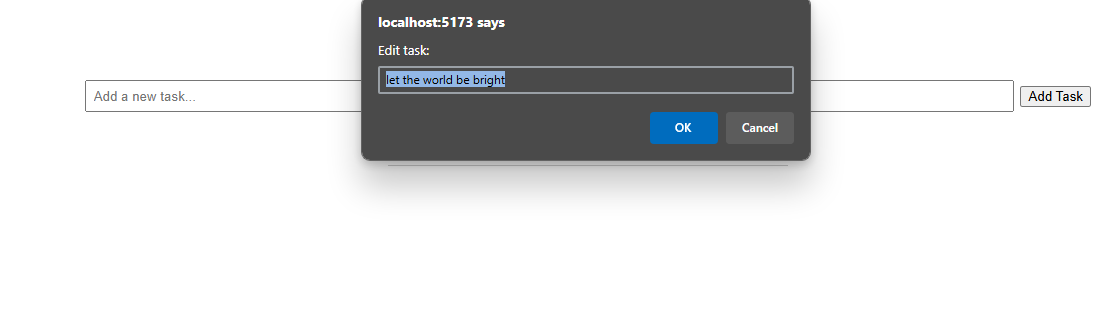 localhost:5173 says
Edit task:
let the world be bright
Add a new task...
Add Task
OK
Cancel